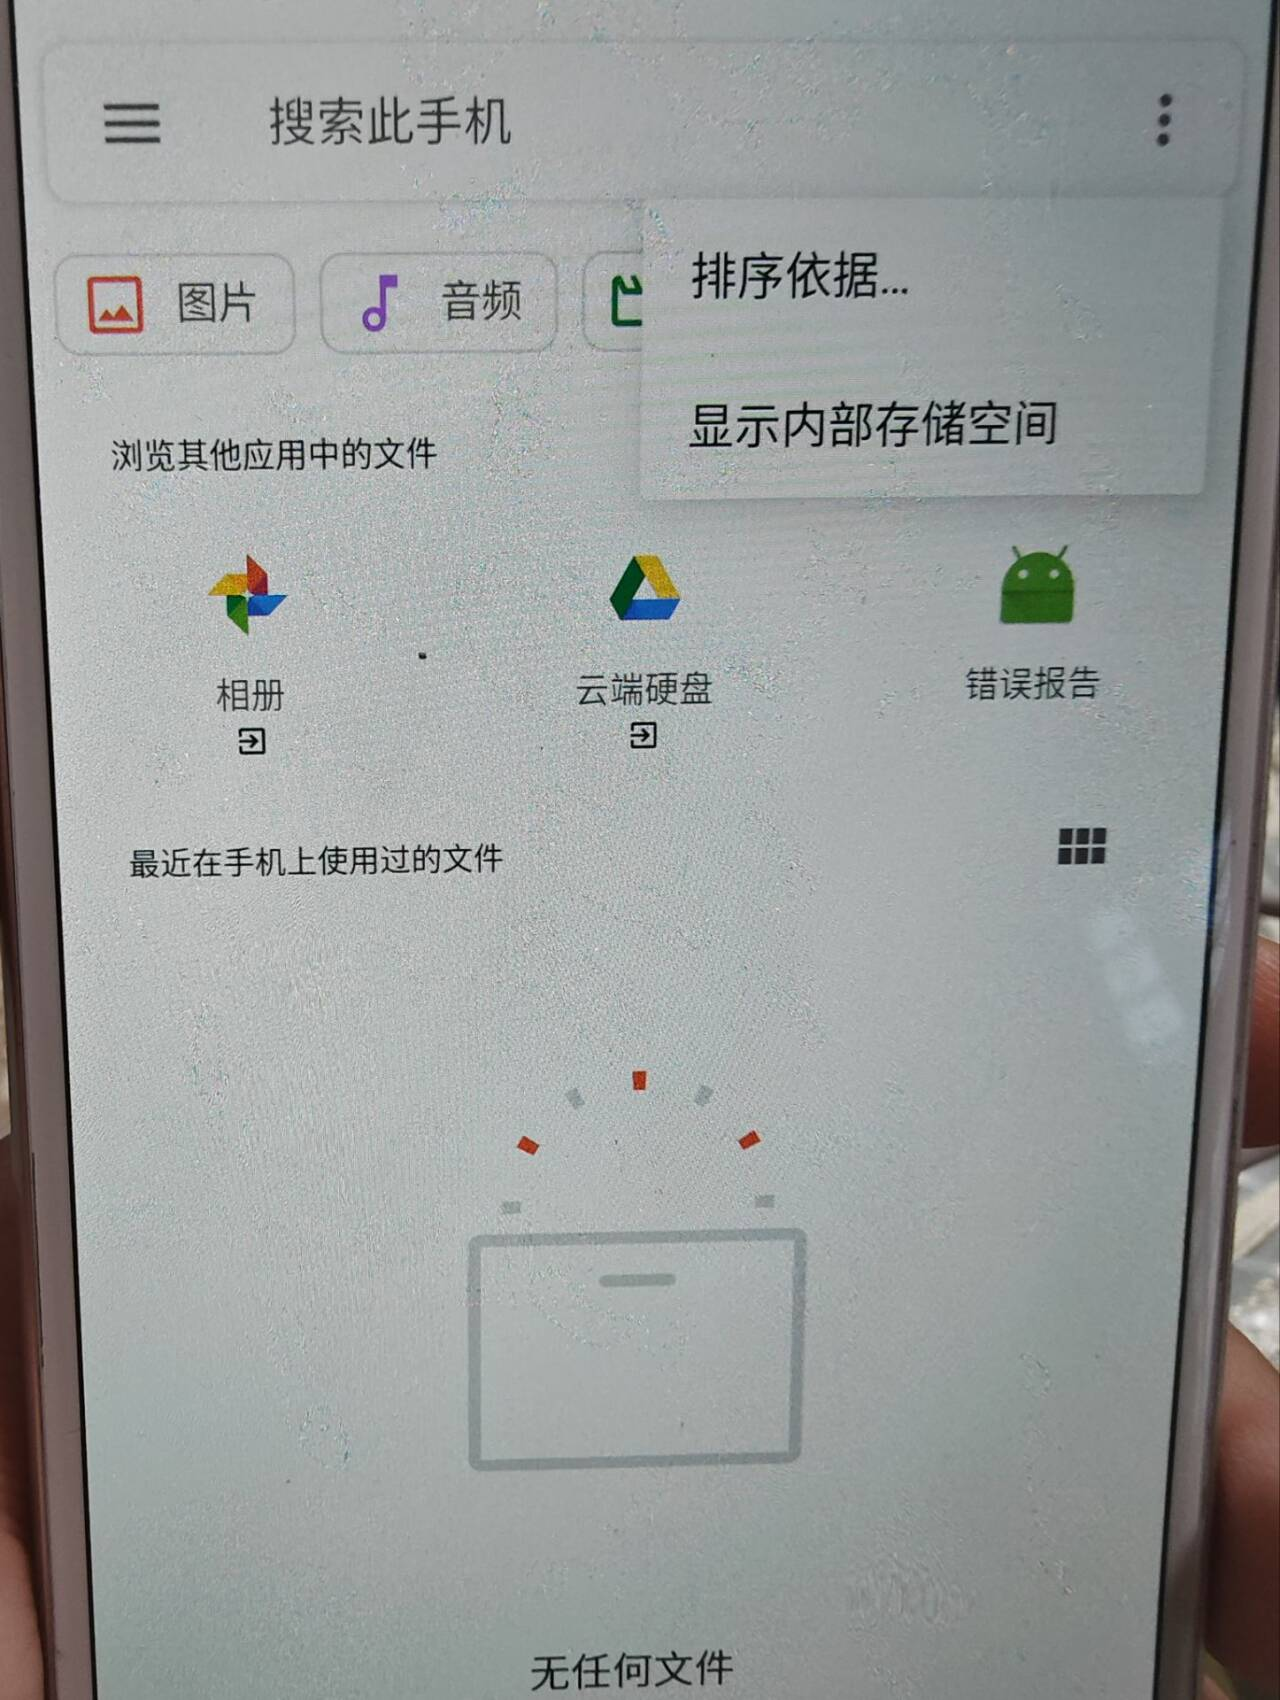 搜索此手机
图片
音频
排序依据...
显示内部存储空间
浏览其他应用中的文件
相册
云端硬盘
错误报告
最近在手机上使用过的文件
无任何文件